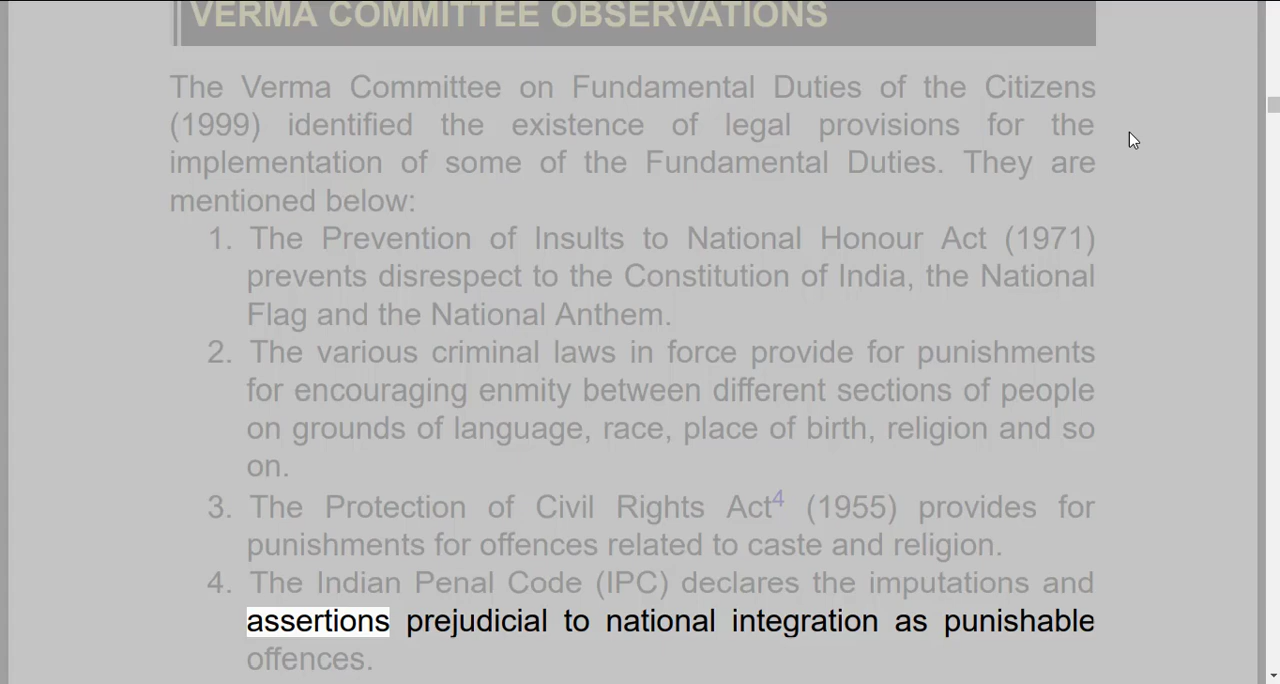 VERMA COMMITTEE OBSERVATIONS
The Verma Committee on Fundamental Duties of the Citizens
(1999) identified the existence of legal provisions for the
implementation of some of the Fundamental Duties. They are
mentioned below:
1. The Prevention of Insults to National Honour Act (1971)
prevents disrespect to the Constitution of India, the National
Flag and the National Anthem.
2. The various criminal laws in force provide for punishments
for encouraging enmity between different sections of people
on grounds of language, race, place of birth, religion and so
on.
3. The Protection of Civil Rights Act4 (1955) provides for
punishments for offences related to caste and religion.
4. The Indian Penal Code (IPC) declares the imputations and
assertions prejudicial to national integration as punishable
offences.